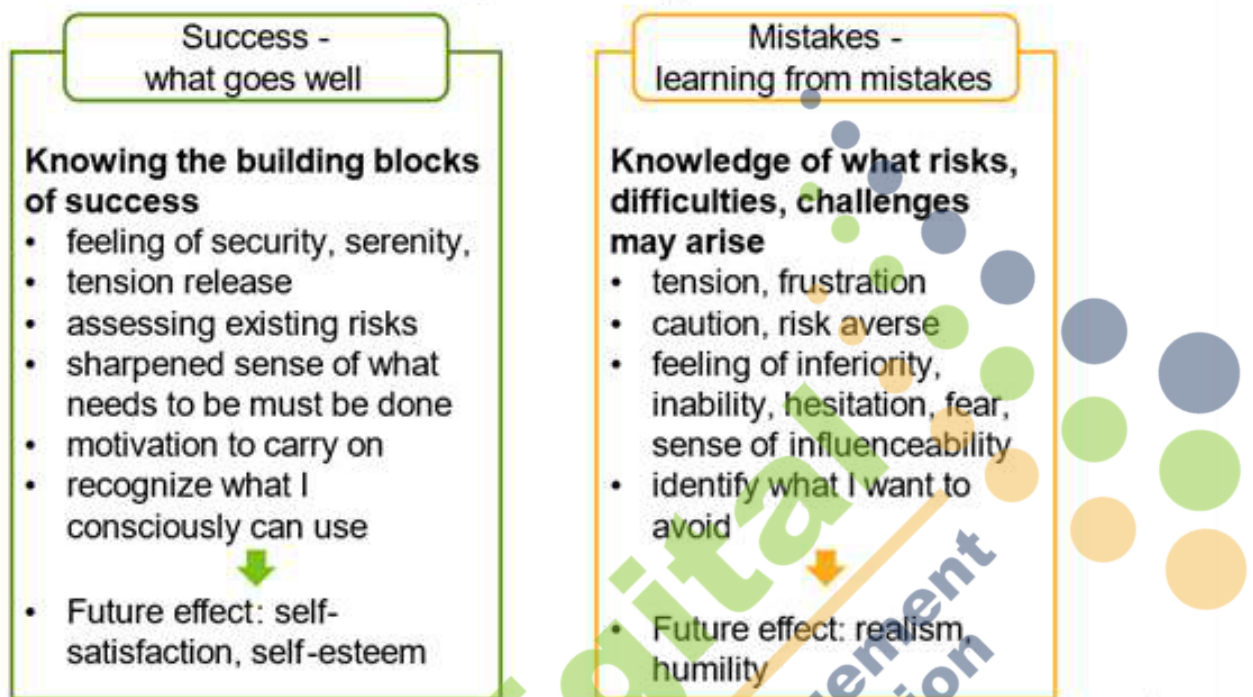 Success -
what goes well
Knowing the building blocks
of success
• feeling of security, serenity,
• tension release
• assessing existing risks
• sharpened sense of what
needs to be must be done
• motivation to carry on
• recognize what I
consciously can use
• Future effect: self-
satisfaction, self-esteem
Mistakes -
learning from mistakes
Knowledge of what risks,
difficulties, challenges
may arise
• tension, frustration
• caution, risk averse
• feeling of inferiority,
inability, hesitation, fear,
sense of influenceability
• identify what I want to
avoid
• Future effect: realism,
humility